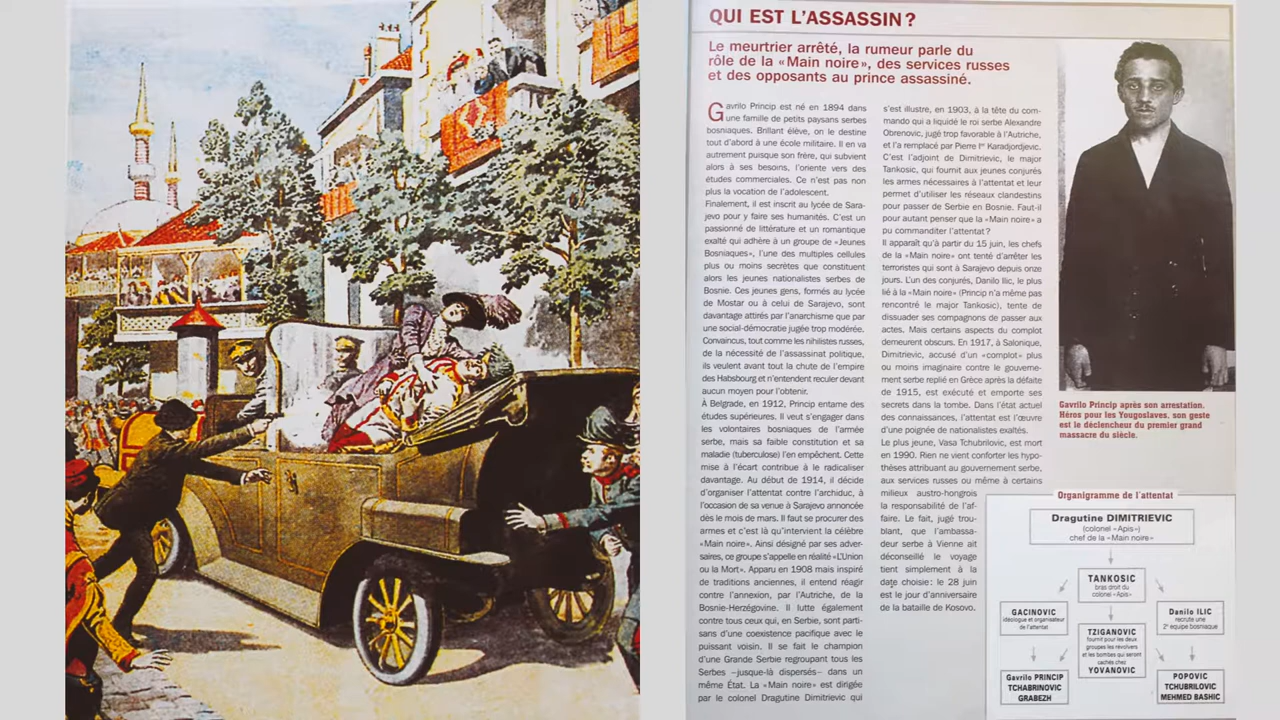 QUI EST L'ASSASSIN ?
Le meurtrier arrêté, la rumeur parle du
rôle de la «Main noire», des services russes
et des opposants au prince assassiné.
Gavrilo Princip est né en 1894 dans
une famille de petits paysans serbes
bosniaques. Brillant élève, on le destine
tout d'abord à une école militaire. Il en va
autrement puisque son frère, qui subvient
alors à ses besoins, l'oriente vers des
études commerciales. Ce n'est pas non
plus la vocation de l'adolescent.
Finalement, il est inscrit au lycée de Sara-
jevo pour y faire ses humanités. C'est un
passionné de littérature et un romantique
exalté qui adhère à un groupe de «Jeunes
Bosniaques», l'une des multiples cellules
plus ou moins secrètes que constituent
alors les jeunes nationalistes serbes de
Bosnie. Ces jeunes gens, formés au lycée
de Mostar ou à celui de Sarajevo, sont
davantage attirés par l'anarchisme que par
une social-démocratie jugée trop modérée.
Convaincus, tout comme les nihilistes russes,
de la nécessité de l'assassinat politique,
ils veulent avant tout la chute de l'empire
des Habsbourg et n'entendent reculer devant
aucun moyen pour l'obtenir.
À Belgrade, en 1912, Princip entame des
études supérieures. Il veut s'engager dans
les volontaires bosniaques de l'armée
serbe, mais sa faible constitution et sa
maladie (tuberculose) l'en empêchent. Cette
mise à l'écart contribue à le radicaliser
davantage. Au début de 1914, il décide
d'organiser l'attentat contre l'archiduc, à
l'occasion de sa venue à Sarajevo annoncée
dès le mois de mars. Il faut se procurer des
armes et c'est là qu'intervient la célèbre
«Main noire». Ainsi désigné par ses adver-
saires, ce groupe s'appelle en réalité «L'Union
ou la Mort». Apparu en 1908 mais inspiré
de traditions anciennes, il entend réagir
contre l'annexion, par l'Autriche, de la
Bosnie-Herzégovine. Il lutte également
contre tous ceux qui, en Serbie, sont parti-
sans d'une coexistence pacifique avec le
puissant voisin. Il se fait le champion
d'une Grande Serbie regroupant tous les
Serbes –jusque-là dispersés– dans un
même État. La «Main noire» est dirigée
par le colonel Dragutine Dimitrievic qui
s'est illustre, en 1903, à la tête du com-
mando qui a liquidé le roi serbe Alexandre
Obrenovic, jugé trop favorable à l'Autriche,
et l'a remplacé par Pierre Ier Karadjordjevic.
C'est l'adjoint de Dimitrievic, le major
Tankosic, qui fournit aux jeunes conjurés
les armes nécessaires à l'attentat et leur
permet d'utiliser les réseaux clandestins
pour passer de Serbie en Bosnie. Faut-il
pour autant penser que la «Main noire» a
pu commanditer l'attentat ?
Il apparaît qu'à partir du 15 juin, les chefs
de la «Main noire» ont tenté d'arrêter les
terroristes qui sont à Sarajevo depuis onze
jours. L'un des conjurés, Danilo Ilic, le plus
lié à la «Main noire» (Princip n'a même pas
rencontré le major Tankosic), tente de
dissuader ses compagnons de passer aux
actes. Mais certains aspects du complot
demeurent obscurs. En 1917, à Salonique,
Dimitrievic, accusé d'un «complot» plus
ou moins imaginaire contre le gouverne-
ment serbe replié en Grèce après la défaite
de 1915, est exécuté et emporte ses
secrets dans la tombe. Dans l'état actuel
des connaissances, l'attentat est l'œuvre
d'une poignée de nationalistes exaltés.
Le plus jeune, Vasa Tchubrilovic, est mort
en 1990. Rien ne vient conforter les hypo-
thèses attribuant au gouvernement serbe,
aux services russes ou même à certains
milieux austro-hongrois
la responsabilité de l'af-
faire. Le fait, jugé trou-
blant, que l'ambassa-
deur serbe à Vienne ait
déconseillé le voyage
tient simplement à la
date choisie : le 28 juin
est le jour d'anniversaire
de la bataille de Kosovo.
Gavrilo Princip après son arrestation.
Héros pour les Yougoslaves, son geste
est le déclencheur du premier grand
massacre du siècle.
Organigramme de l'attentat
Dragutine DIMITRIEVIC
(colonel «Apis»)
chef de la «Main noire»
TANKOSIC
bras droit du
colonel «Apis»
GACINOVIC
idéologue et organisateur
de l'attentat
Danilo ILIC
recrute une
2e équipe bosniaque
TZIGANOVIC
fournit pour les deux
groupes les révolvers
et les bombes qui seront
cachés chez
YOVANOVIC
Gavrilo PRINCIP
TCHABRINOVIC
GRABEZH
POPOVIC
TCHUBRILOVIC
MEHMED BASHIC